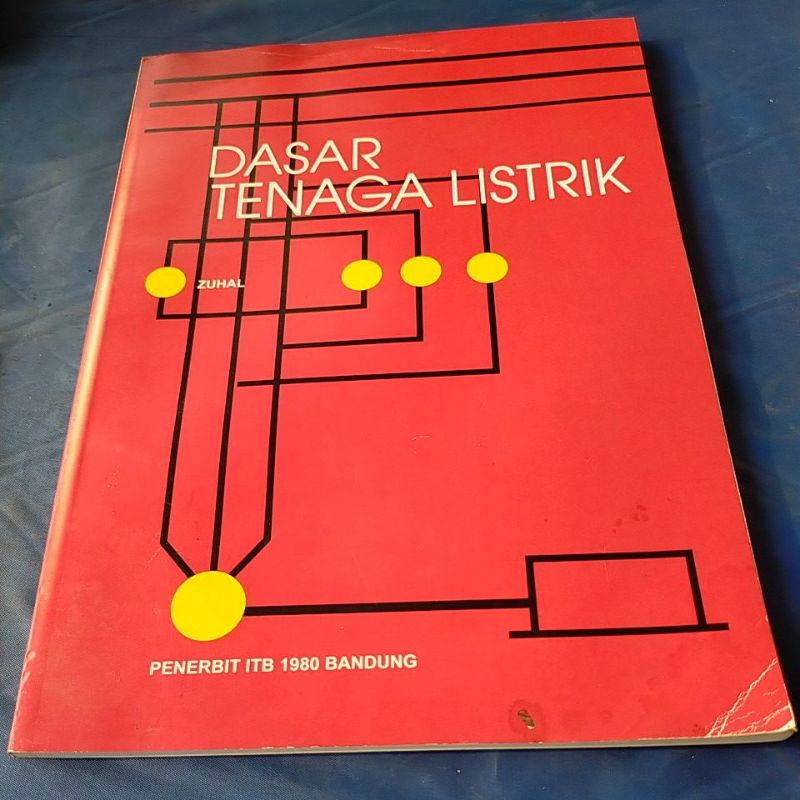 DASAR
TENAGA LISTRIK
ZUHAL
PENERBIT ITB 1980 BANDUNG